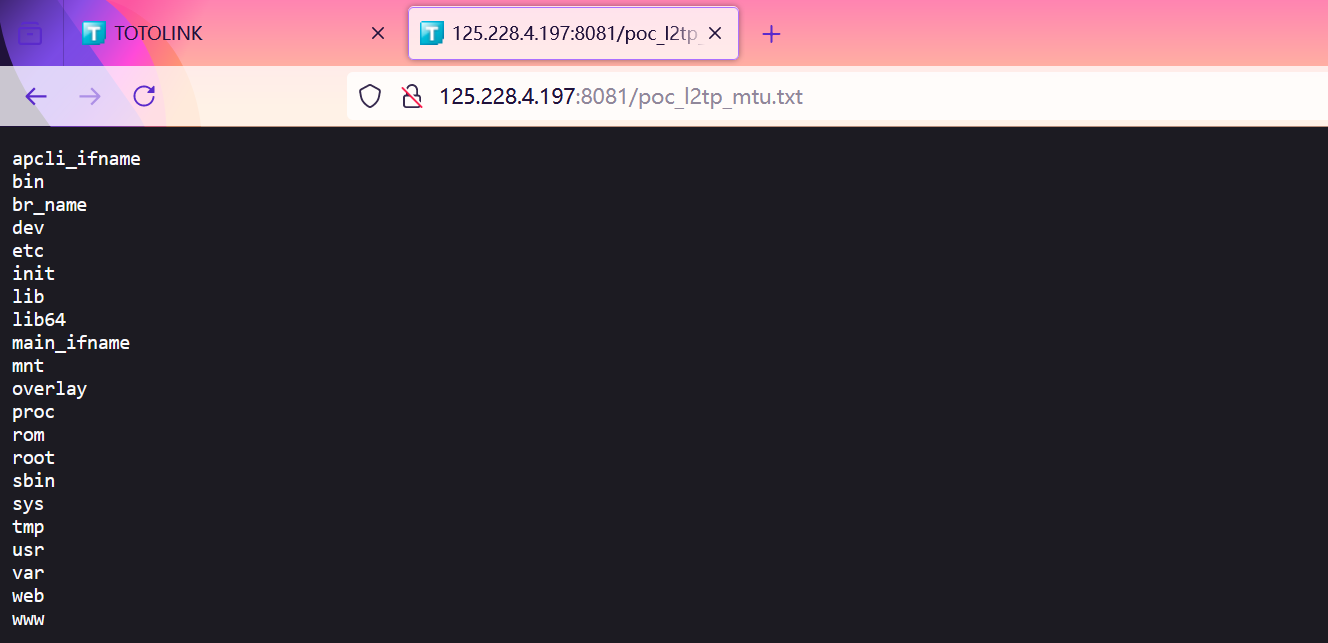 TOTOLINK
125.228.4.197:8081/poc_l2tp_
125.228.4.197:8081/poc_l2tp_mtu.txt
apcli_ifname
bin
br_name
dev
etc
init
lib
lib64
main_ifname
mnt
overlay
proc
rom
root
sbin
sys
tmp
usr
var
web
www